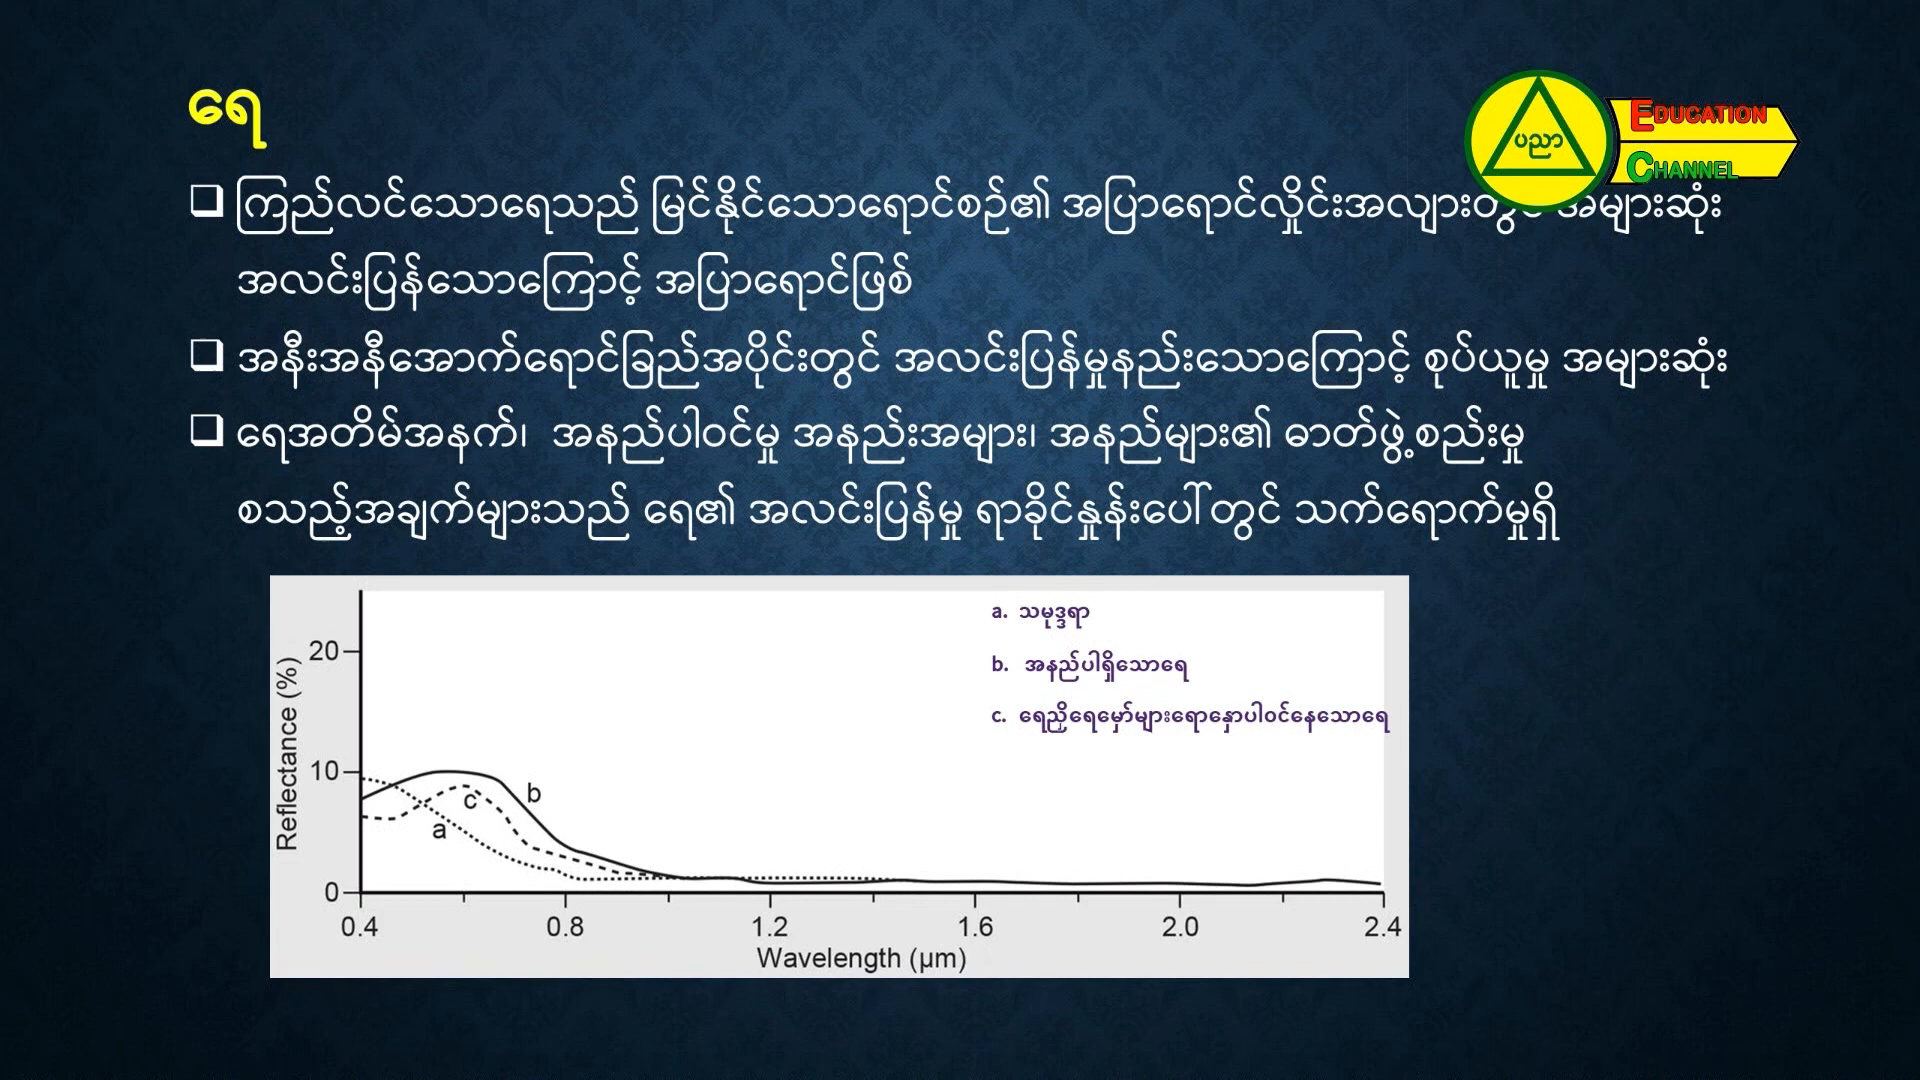 ရေ
ပညာ
EDUCATION
CHANNEL
❑ ကြည်လင်သောရေသည် မြင်နိုင်သောရောင်စဉ်၏ အပြာရောင်လှိုင်းအလျားတွင် အများဆုံး
အလင်းပြန်သောကြောင့် အပြာရောင်ဖြစ်
❑ အနီးအနီအောက်ရောင်ခြည်အပိုင်းတွင် အလင်းပြန်မှုနည်းသောကြောင့် စုပ်ယူမှု အများဆုံး
❑ ရေအတိမ်အနက်၊ အနည်ပါဝင်မှု အနည်းအများ၊ အနည်များ၏ ဓာတ်ဖွဲ့စည်းမှု
စသည့်အချက်များသည် ရေ၏ အလင်းပြန်မှု ရာခိုင်နှုန်းပေါ်တွင် သက်ရောက်မှုရှိ
a. သမုဒ္ဒရာ
b. အနည်ပါရှိသောရေ
c. ရေညှိရေမှော်များရောနှောပါဝင်နေသောရေ
Reflectance (%)
20
10
0
a
c
b
0.4 0.8 1.2 1.6 2.0 2.4
Wavelength (µm)